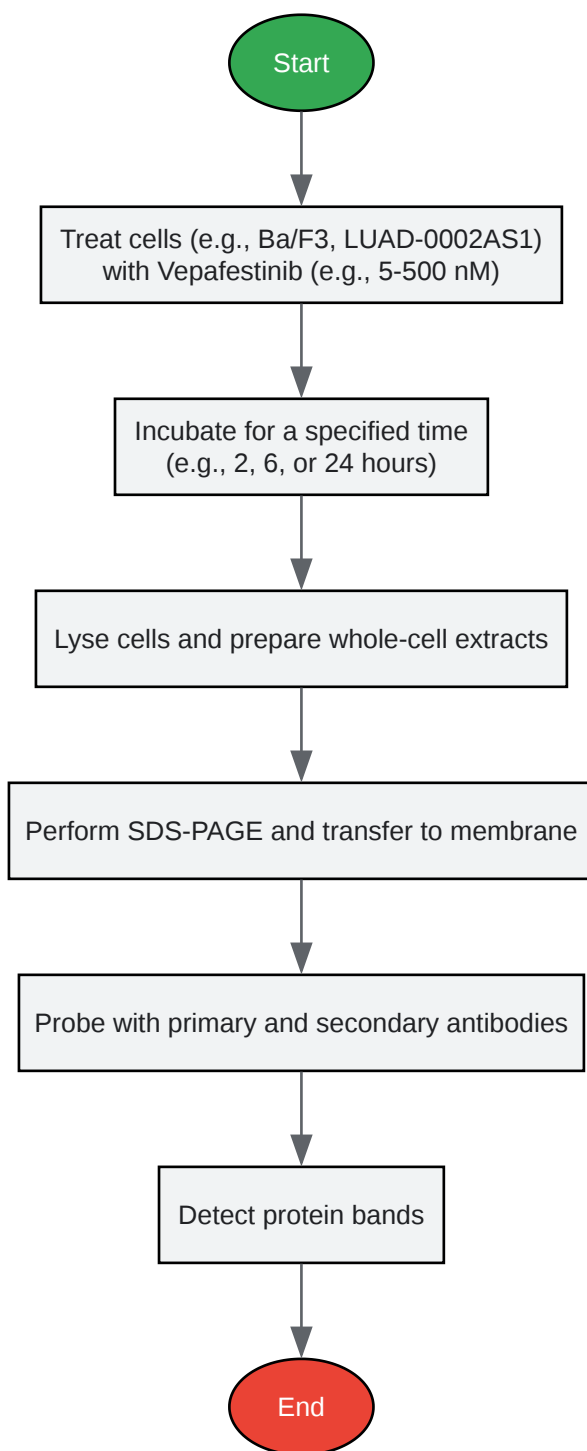 Start
Treat cells (e.g., Ba/F3, LUAD-0002AS1)
with Vepafestinib (e.g., 5-500 nM)
Incubate for a specified time
(e.g., 2, 6, or 24 hours)
Lyse cells and prepare whole-cell extracts
Perform SDS-PAGE and transfer to membrane
Probe with primary and secondary antibodies
Detect protein bands
End